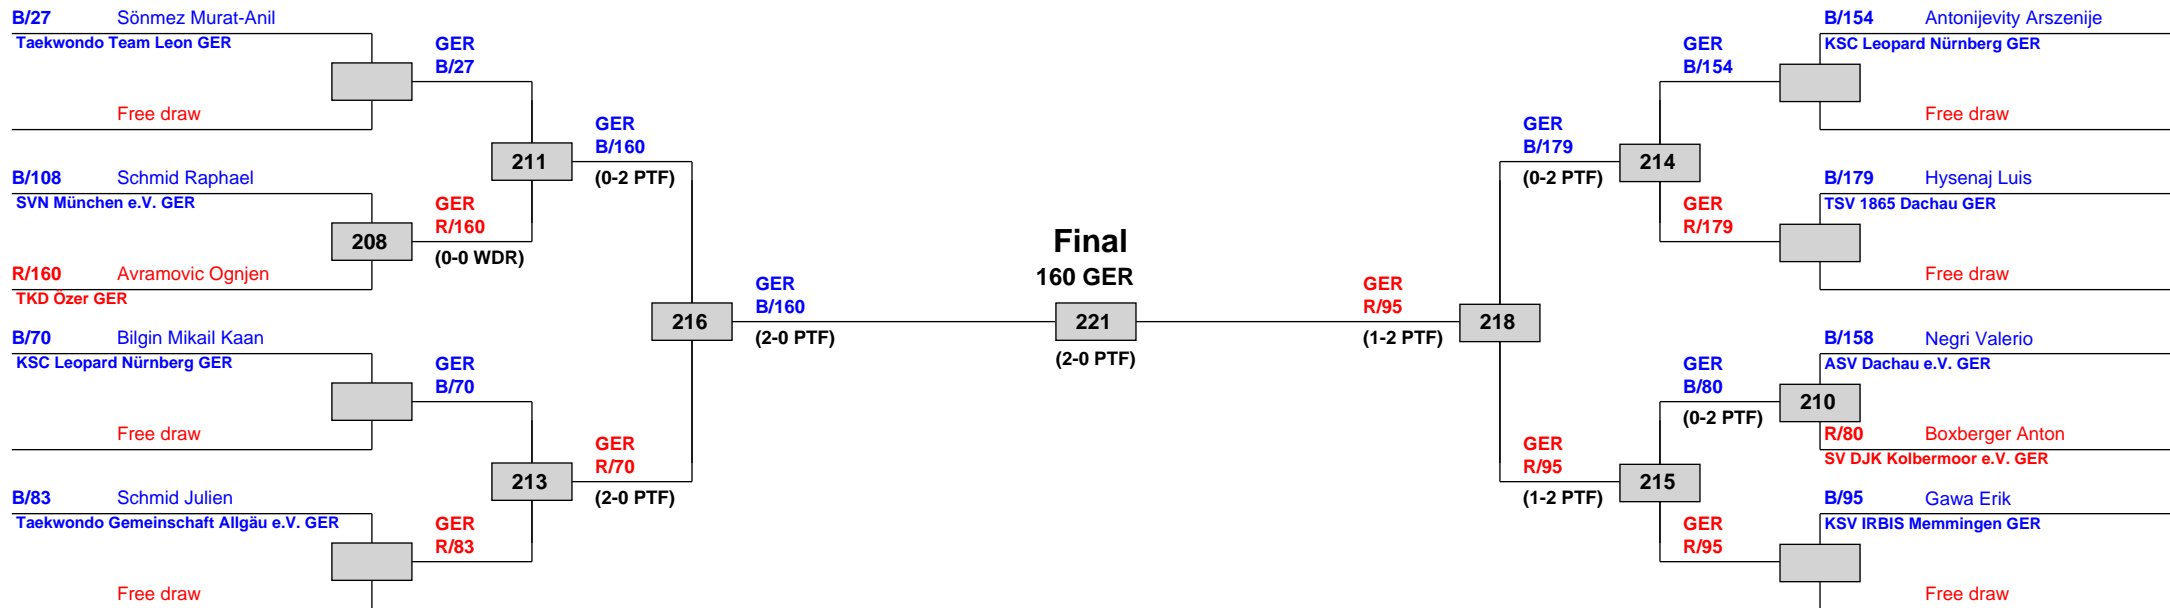 B/27 Sönmez Murat-Anil
Taekwondo Team Leon GER
Free draw
B/108 Schmid Raphael
SVN München e.V. GER
208
R/160 Avramovic Ognjen
TKD Özer GER
B/70 Bilgin Mikail Kaan
KSC Leopard Nürnberg GER
Free draw
B/83 Schmid Julien
Taekwondo Gemeinschaft Allgäu e.V. GER
Free draw
GER
B/27
211
GER
R/160
(0-0 WDR)
GER
B/70
213
GER
R/83
GER
B/160
(0-2 PTF)
216
GER
R/70
(2-0 PTF)
GER
B/160
(2-0 PTF)
Final
160 GER
221
(2-0 PTF)
GER
R/95
(1-2 PTF)
218
GER
B/179
(0-2 PTF)
214
GER
R/95
(1-2 PTF)
215
GER
B/154
GER
R/179
GER
B/80
(0-2 PTF)
GER
R/95
B/154 Antonijevity Arszenije
KSC Leopard Nürnberg GER
Free draw
B/179 Hysenaj Luis
TSV 1865 Dachau GER
Free draw
B/158 Negri Valerio
ASV Dachau e.V. GER
210
R/80 Boxberger Anton
SV DJK Kolbermoor e.V. GER
B/95 Gawa Erik
KSV IRBIS Memmingen GER
Free draw